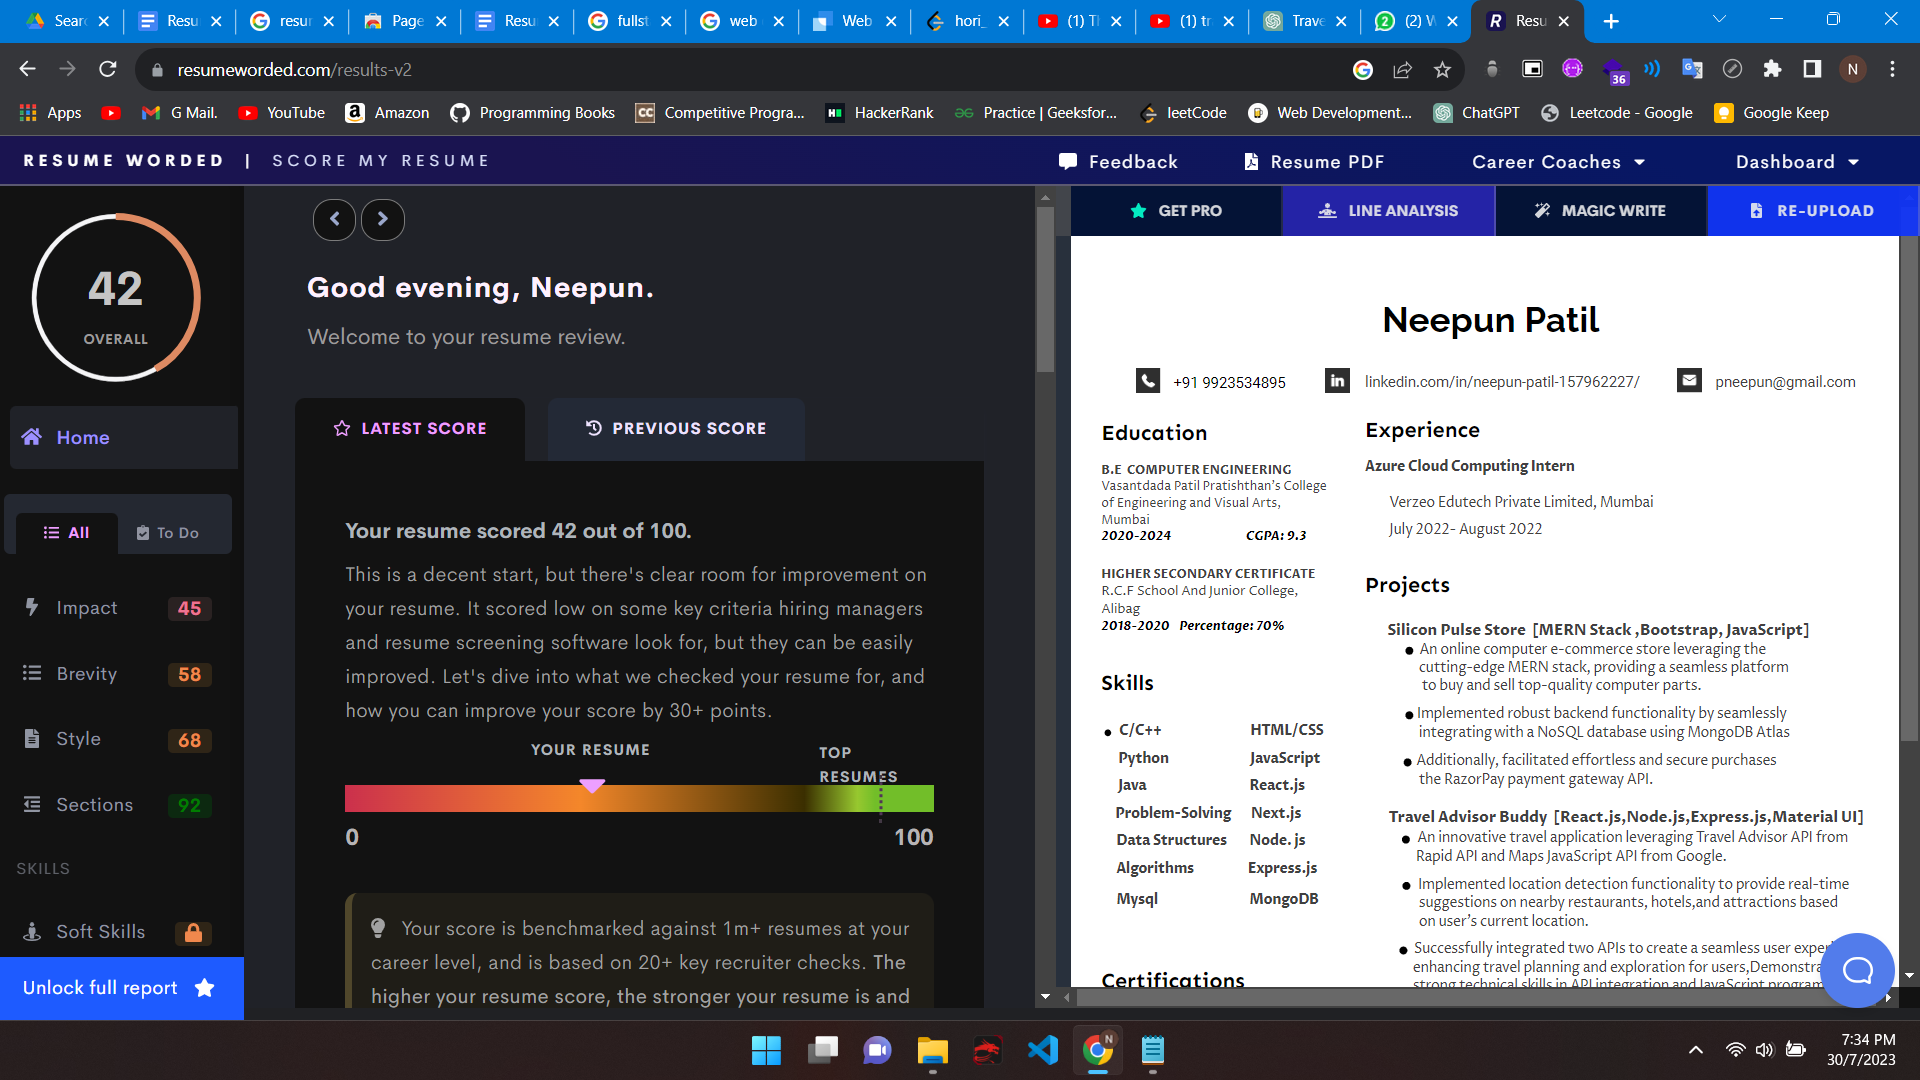 Sear
Resu
resur
Page
Resu
fullst
web
Web
hori_
(1) Th
(1) tr
Trave
(2) W
Resu
resumeworded.com/results-v2
36
N
Apps
G Mail.
YouTube
Amazon
Programming Books
Competitive Progra...
HackerRank
Practice | Geeksfor...
leetCode
Web Development...
ChatGPT
Leetcode - Google
Google Keep
RESUME WORDED | SCORE MY RESUME
Feedback
Resume PDF
Career Coaches
Dashboard
GET PRO
LINE ANALYSIS
MAGIC WRITE
RE-UPLOAD
42
OVERALL
Home
All
To Do
Impact 45
Brevity 58
Style 68
Sections 92
SKILLS
Soft Skills
Unlock full report
Good evening, Neepun.
Welcome to your resume review.
LATEST SCORE
PREVIOUS SCORE
Your resume scored 42 out of 100.
This is a decent start, but there's clear room for improvement on
your resume. It scored low on some key criteria hiring managers
and resume screening software look for, but they can be easily
improved. Let's dive into what we checked your resume for, and
how you can improve your score by 30+ points.
YOUR RESUME
TOP
RESUMES
0
100
Your score is benchmarked against 1m+ resumes at your
career level, and is based on 20+ key recruiter checks. The
higher your resume score, the stronger your resume is and
Neepun Patil
+91 9923534895
linkedin.com/in/neepun-patil-157962227/
pneepun@gmail.com
Education
B.E COMPUTER ENGINEERING
Vasantdada Patil Pratishthan's College
of Engineering and Visual Arts,
Mumbai
2020-2024 CGPA: 9.3
HIGHER SECONDARY CERTIFICATE
R.C.F School And Junior College,
Alibag
2018-2020 Percentage: 70%
Skills
C/C++ HTML/CSS
Python JavaScript
Java React.js
Problem-Solving Next.js
Data Structures Node. js
Algorithms Express.js
Mysql MongoDB
Certifications
Experience
Azure Cloud Computing Intern
Verzeo Edutech Private Limited, Mumbai
July 2022- August 2022
Projects
Silicon Pulse Store [MERN Stack ,Bootstrap, JavaScript]
An online computer e-commerce store leveraging the
cutting-edge MERN stack, providing a seamless platform
to buy and sell top-quality computer parts.
Implemented robust backend functionality by seamlessly
integrating with a NoSQL database using MongoDB Atlas
Additionally, facilitated effortless and secure purchases
the RazorPay payment gateway API.
Travel Advisor Buddy [React.js,Node.js,Express.js,Material UI]
An innovative travel application leveraging Travel Advisor API from
Rapid API and Maps JavaScript API from Google.
Implemented location detection functionality to provide real-time
suggestions on nearby restaurants, hotels,and attractions based
on user's current location.
Successfully integrated two APIs to create a seamless user exper
enhancing travel planning and exploration for users,Demonstra
strong technical skills in API integration and JavaScript program
7:34 PM
30/7/2023